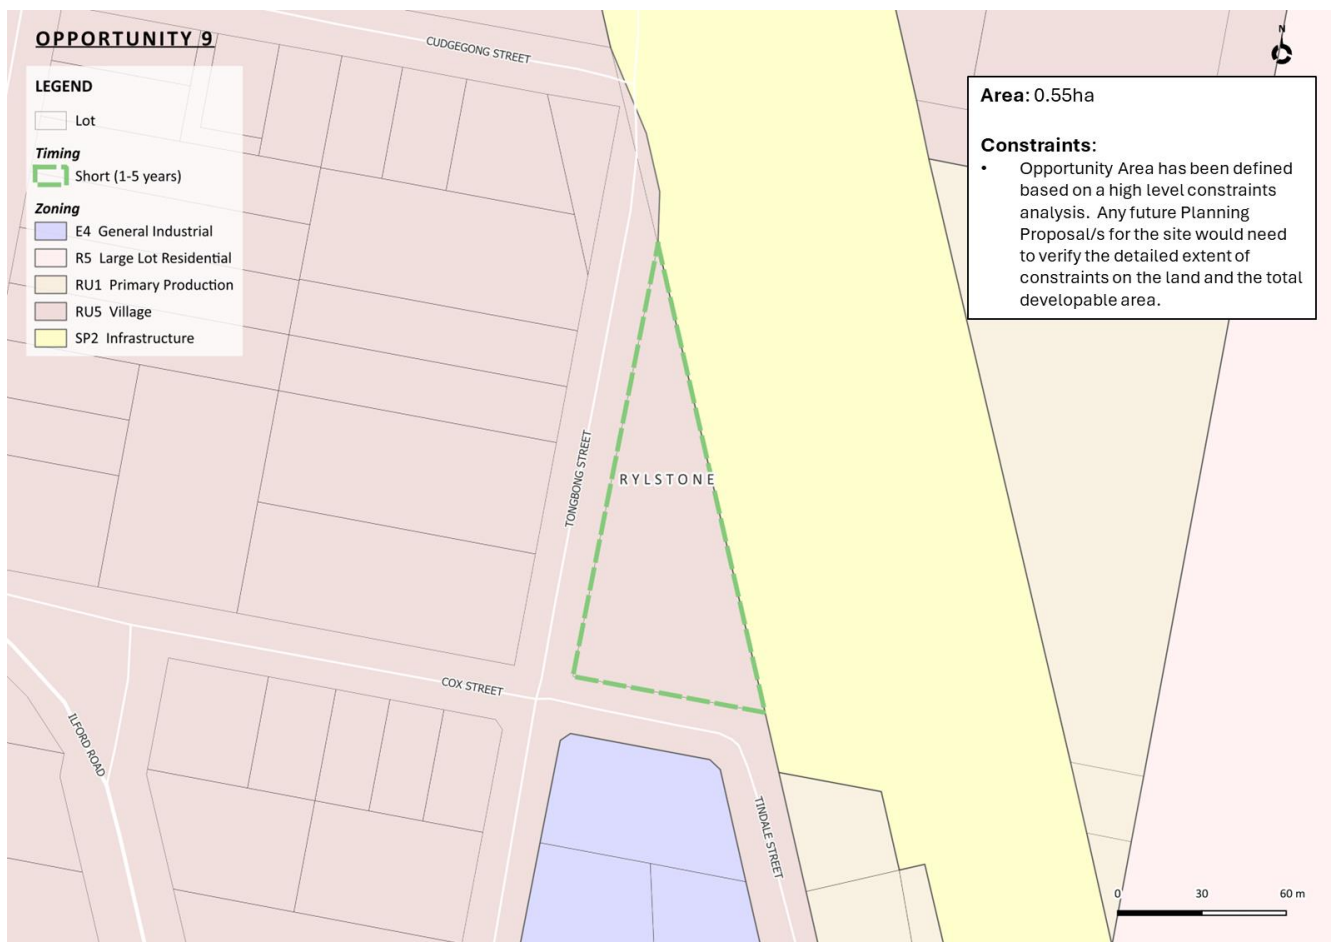 OPPORTUNITY 9
LEGEND
Lot
Timing
Short (1-5 years)
Zoning
E4 General Industrial
R5 Large Lot Residential
RU1 Primary Production
RU5 Village
SP2 Infrastructure
CUDGEGONG STREET
N
Area: 0.55ha
Constraints:
• Opportunity Area has been defined
based on a high level constraints
analysis. Any future Planning
Proposal/s for the site would need
to verify the detailed extent of
constraints on the land and the total
developable area.
TONGBONG STREET
RYLSTONE
COX STREET
ILFORD ROAD
TINDALE STREET
0 30 60 m